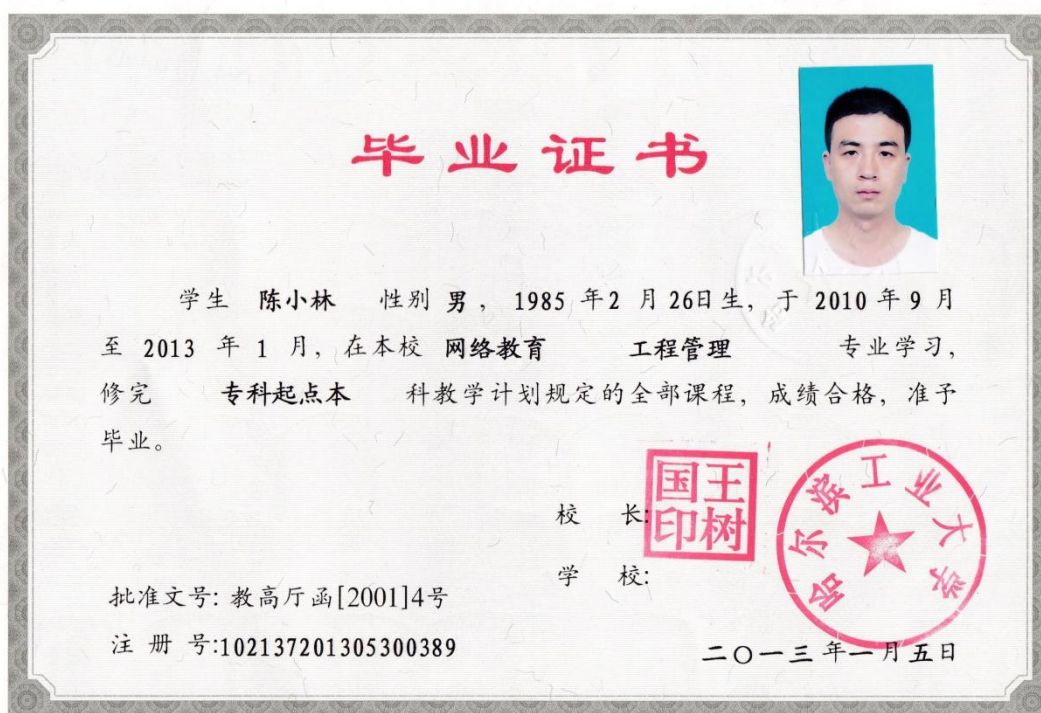 毕业证书
学生 陈小林 性别 男，1985 年2 月 26日生，于 2010 年 9 月
至 2013 年 1 月，在本校 网络教育 工程管理 专业学习，
修完 专科起点本 科教学计划规定的全部课程，成绩合格，准予
毕业。
校 长：
王树国印
学 校：
哈尔滨工业大学
批准文号：教高厅函[2001]4号
注 册 号:102137201305300389
二〇一三年一月五日